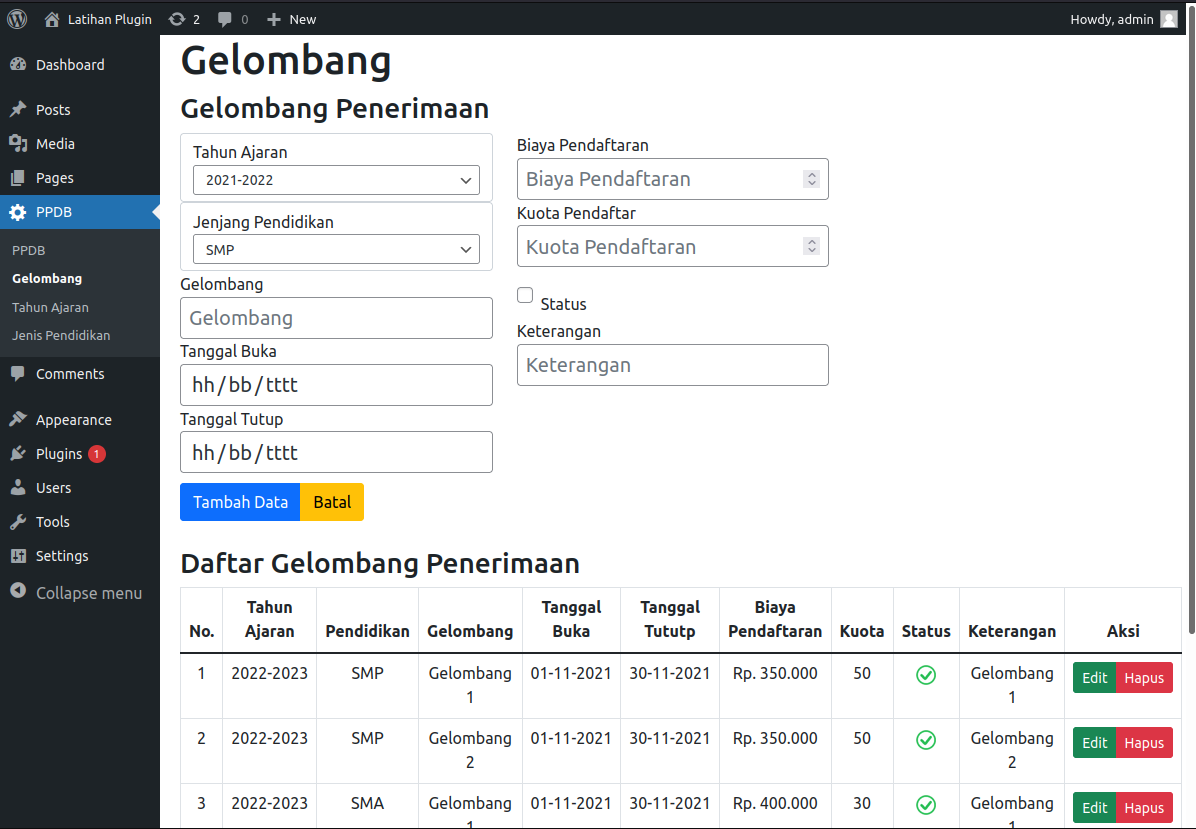 Latihan Plugin 2 0 New Howdy, admin
Dashboard
Posts
Media
Pages
PPDB
PPDB
Gelombang
Tahun Ajaran
Jenis Pendidikan
Comments
Appearance
Plugins 1
Users
Tools
Settings
Collapse menu
Gelombang
Gelombang Penerimaan
Tahun Ajaran
2021-2022
Jenjang Pendidikan
SMP
Gelombang
Gelombang
Tanggal Buka
hh/bb/tttt
Tanggal Tutup
hh/bb/tttt
Biaya Pendaftaran
Biaya Pendaftaran
Kuota Pendaftar
Kuota Pendaftaran
Status
Keterangan
Keterangan
Tambah Data Batal
Daftar Gelombang Penerimaan
No. Tahun Ajaran Pendidikan Gelombang Tanggal Buka Tanggal Tututp Biaya Pendaftaran Kuota Status Keterangan Aksi
1 2022-2023 SMP Gelombang 1 01-11-2021 30-11-2021 Rp. 350.000 50 Gelombang 1 Edit Hapus
2 2022-2023 SMP Gelombang 2 01-11-2021 30-11-2021 Rp. 350.000 50 Gelombang 2 Edit Hapus
3 2022-2023 SMA Gelombang 1 01-11-2021 30-11-2021 Rp. 400.000 30 Gelombang 1 Edit Hapus